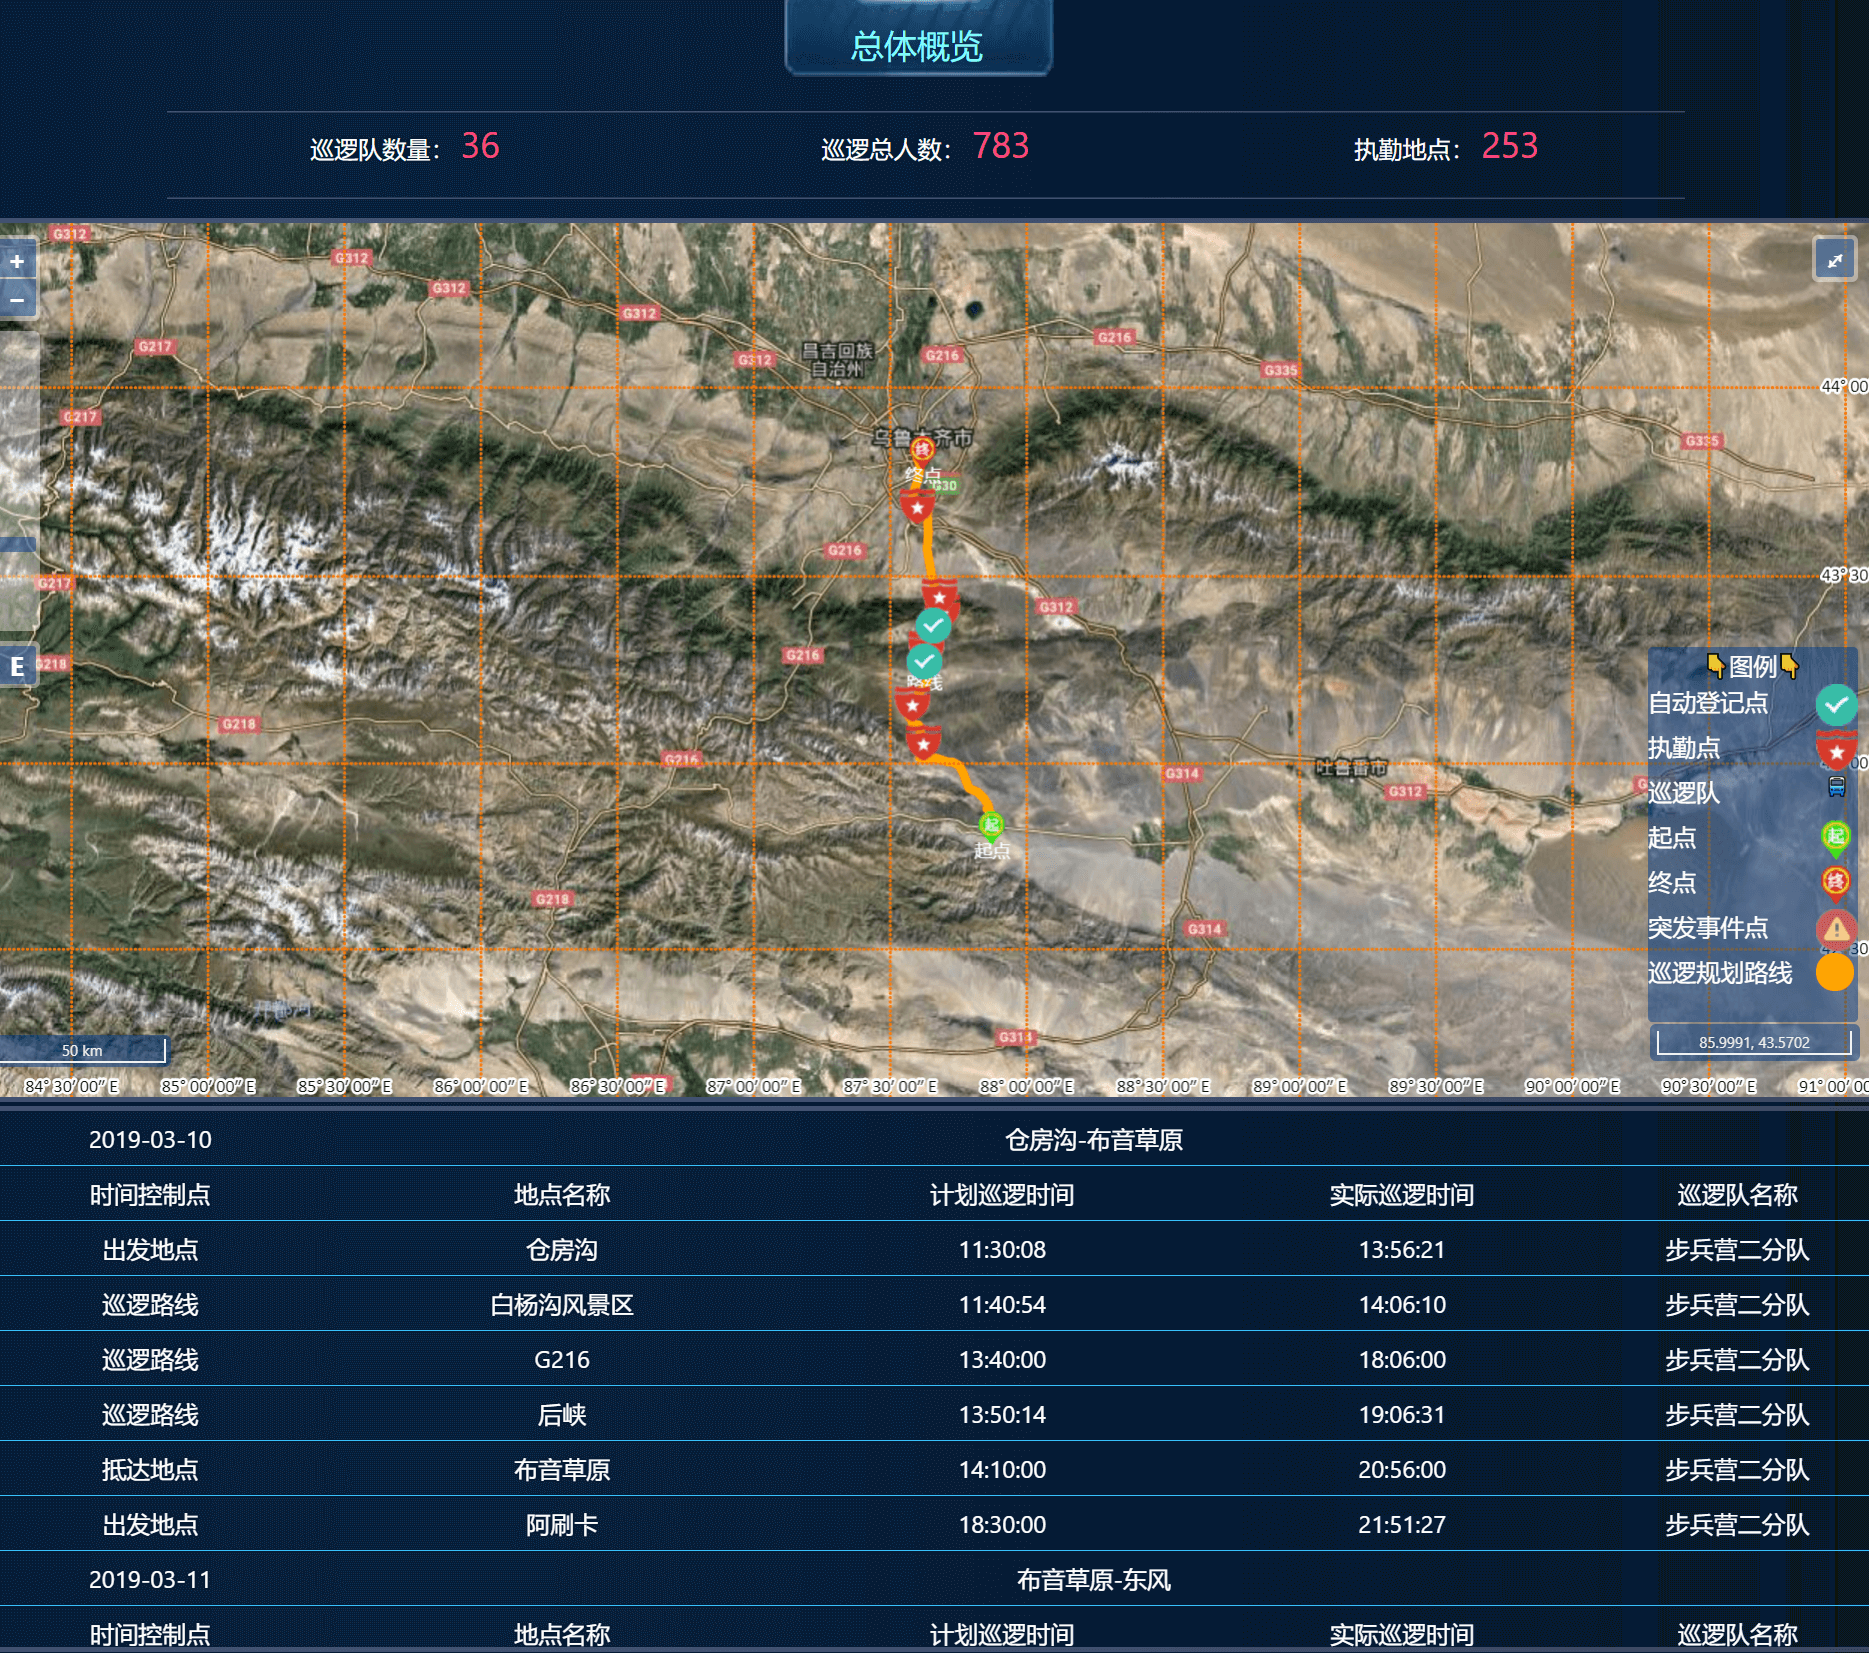 总体概览
巡逻队数量： 36 巡逻总人数： 783 执勤地点： 253
G312
+
G312
−
G312
G312
G217
G312
昌吉回族
自治州
G216
G216
G335
44° 00
G217
G335
终
终点
G30
G216
43° 30
G217
G312
G216
E
G218
路线
图例
自动登记点
执勤点
巡逻队
起点 起
终点 终
突发事件点
巡逻规划路线
G218
G216
G314
吐鲁番市
G312
起
起点
G218
G314
G314
50 km
85.9991, 43.5702
84° 30′ 00″ E 85° 00′ 00″ E 85° 30′ 00″ E 86° 00′ 00″ E 86° 30′ 00″ E 87° 00′ 00″ E 87° 30′ 00″ E 88° 00′ 00″ E 88° 30′ 00″ E 89° 00′ 00″ E 89° 30′ 00″ E 90° 00′ 00″ E 90° 30′ 00″ E 91° 00′ 00
2019-03-10 仓房沟-布音草原
时间控制点 地点名称 计划巡逻时间 实际巡逻时间 巡逻队名称
出发地点 仓房沟 11:30:08 13:56:21 步兵营二分队
巡逻路线 白杨沟风景区 11:40:54 14:06:10 步兵营二分队
巡逻路线 G216 13:40:00 18:06:00 步兵营二分队
巡逻路线 后峡 13:50:14 19:06:31 步兵营二分队
抵达地点 布音草原 14:10:00 20:56:00 步兵营二分队
出发地点 阿刷卡 18:30:00 21:51:27 步兵营二分队
2019-03-11 布音草原-东风
时间控制点 地点名称 计划巡逻时间 实际巡逻时间 巡逻队名称